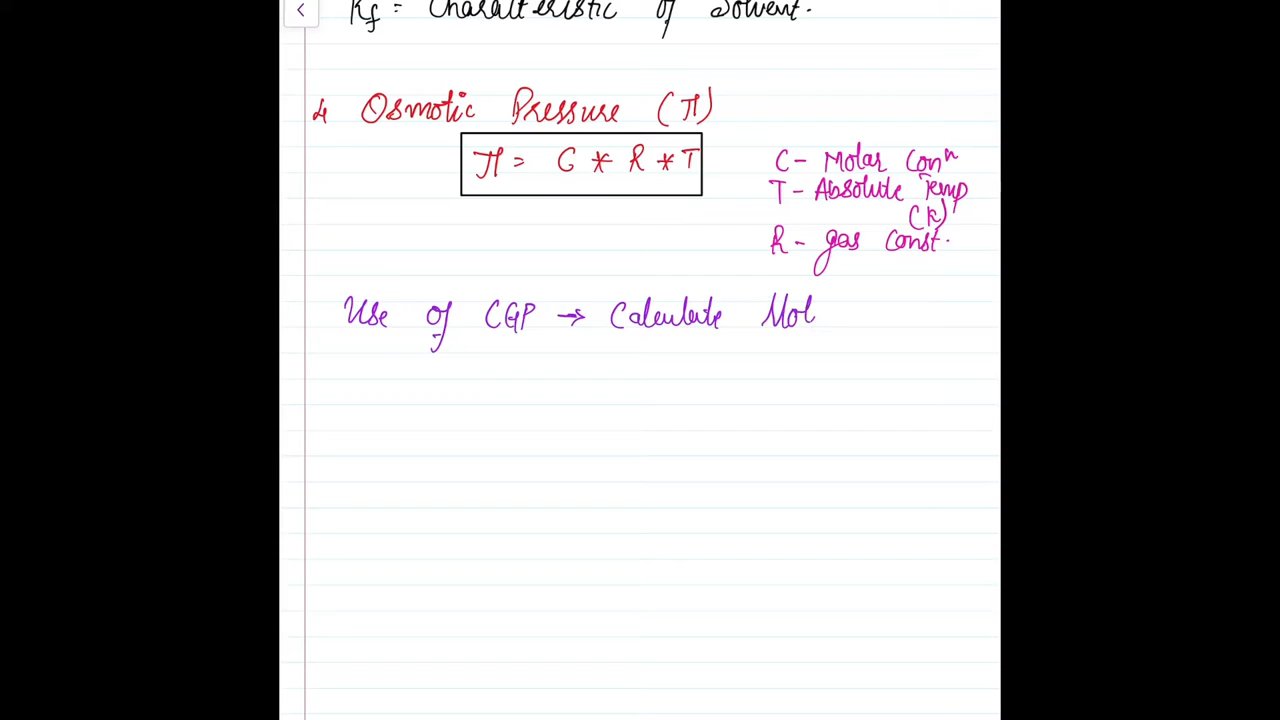 Kf = Characteristic of Solvent.
4 Osmotic Pressure (π)
π = C * R * T
C - Molar Conⁿ
T - Absolute Temp
(k)
R - gas Const.
Use of CGP → Calculate Mol